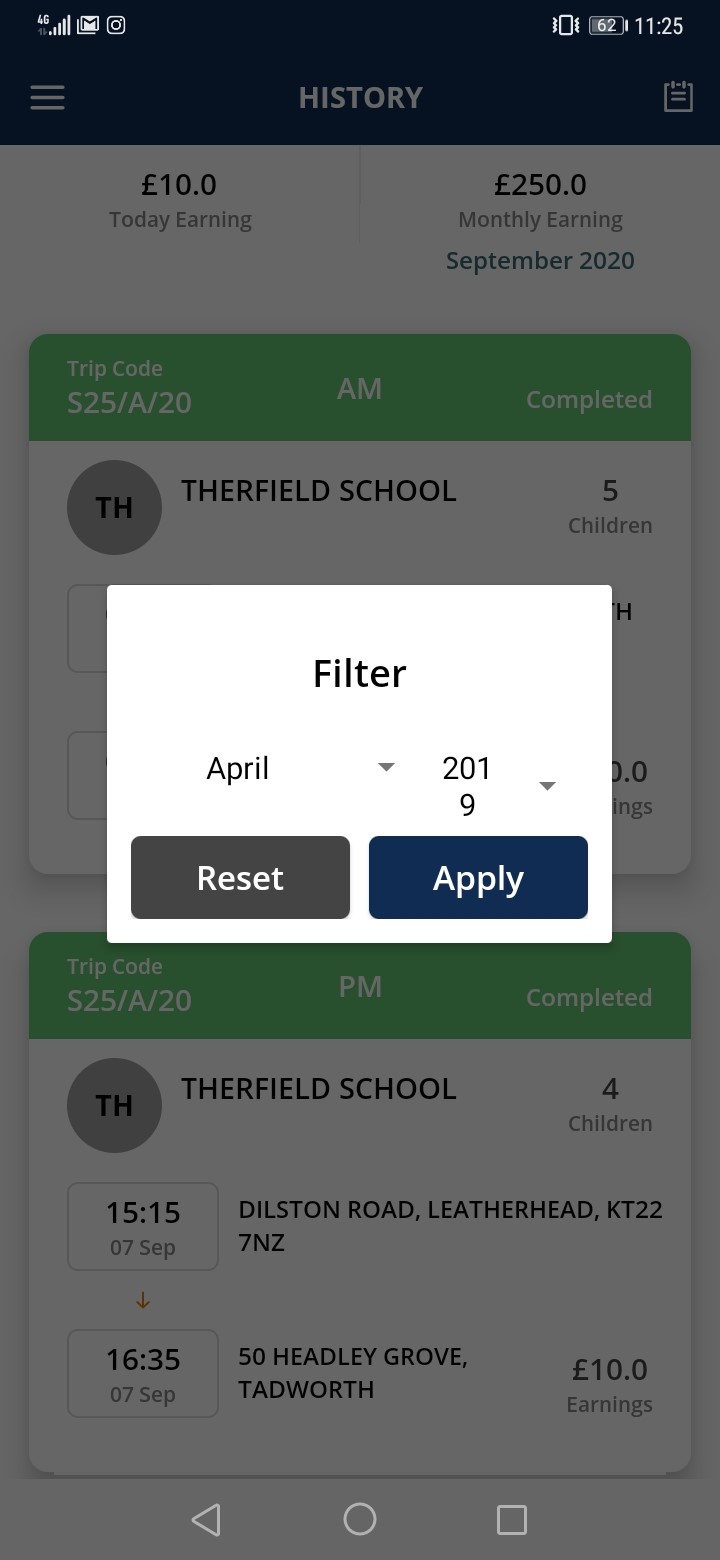 4G 62 11:25
HISTORY
£10.0 £250.0
Today Earning Monthly Earning
September 2020
Trip Code
S25/A/20 AM Completed
TH THERFIELD SCHOOL 5
Children
TH
Filter
April 201
9
0.0
ings
Reset Apply
Trip Code
S25/A/20 PM Completed
TH THERFIELD SCHOOL 4
Children
15:15 DILSTON ROAD, LEATHERHEAD, KT22
07 Sep 7NZ
16:35 50 HEADLEY GROVE,
07 Sep TADWORTH
£10.0
Earnings